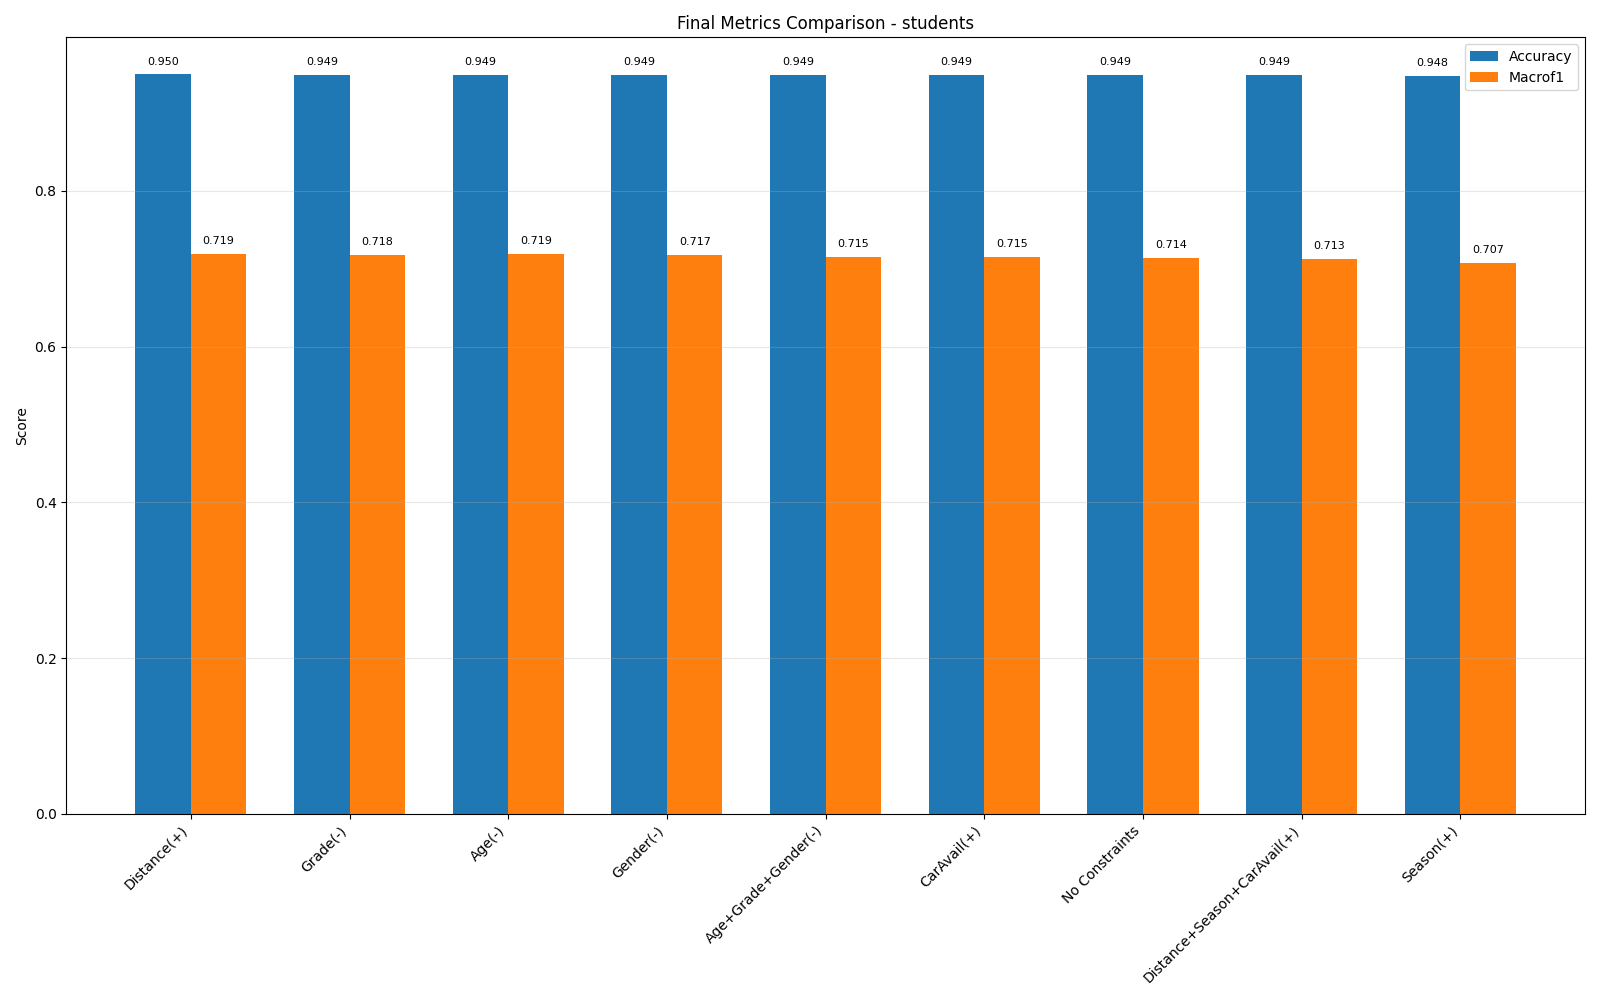 Final Metrics Comparison - students
Accuracy
Macrof1
0.950
0.949
0.949
0.949
0.949
0.949
0.949
0.949
0.948
0.719
0.718
0.719
0.717
0.715
0.715
0.714
0.713
0.707
Score
0.8
0.6
0.4
0.2
0.0
Distance(+)
Grade(-)
Age(-)
Gender(-)
Age+Grade+Gender(-)
CarAvail(+)
No Constraints
Distance+Season+CarAvail(+)
Season(+)